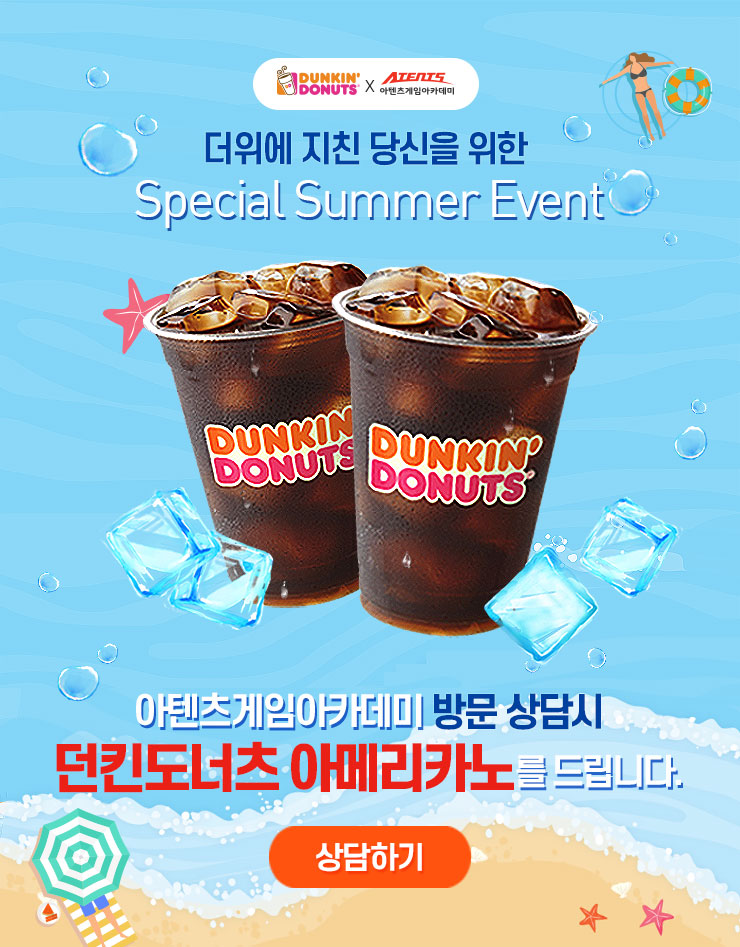 DUNKIN' DONUTS X ATENTS 아텐츠게임아카데미
더위에 지친 당신을 위한
Special Summer Event
DUNKIN' DONUTS
DUNKIN' DONUTS
아텐츠게임아카데미 방문 상담시
던킨도너츠 아메리카노를 드립니다.
상담하기